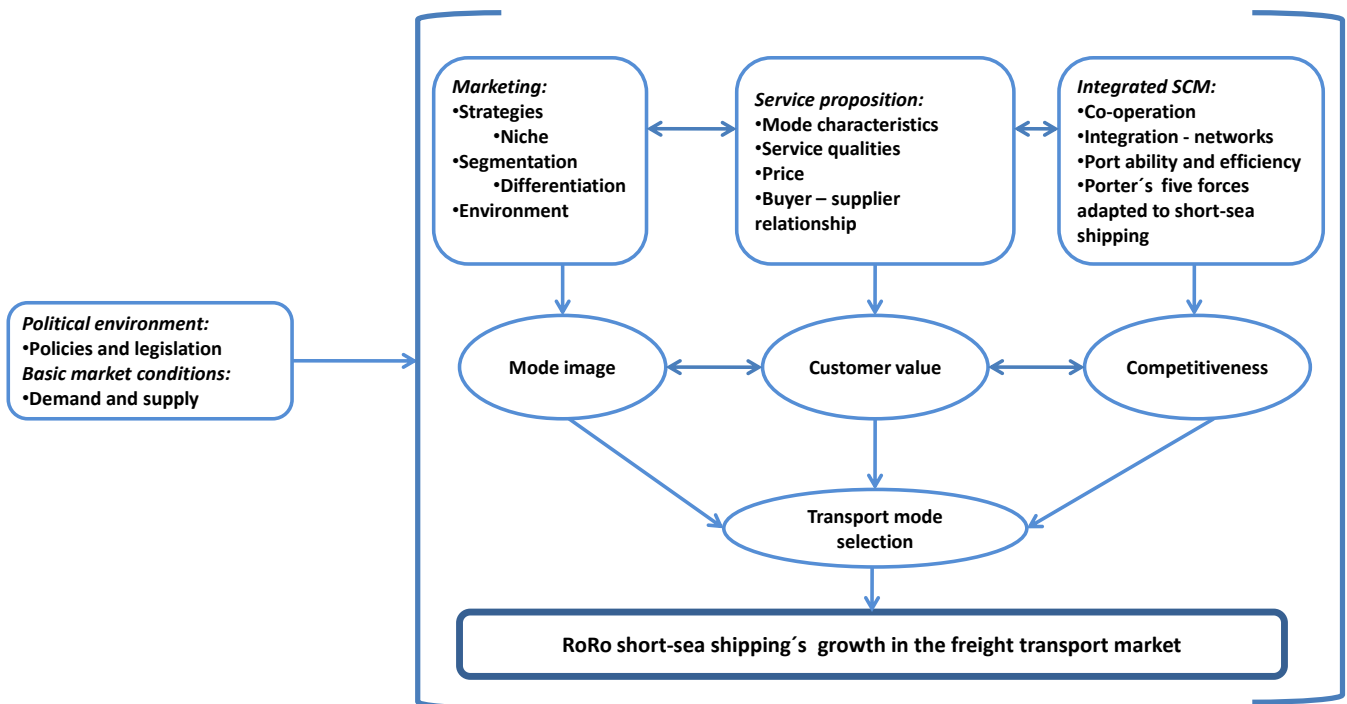 Marketing:
•Strategies
•Niche
•Segmentation
•Differentiation
•Environment
Service proposition:
•Mode characteristics
•Service qualities
•Price
•Buyer – supplier
relationship
Integrated SCM:
•Co-operation
•Integration - networks
•Port ability and efficiency
•Porter´s five forces
adapted to short-sea
shipping
Political environment:
•Policies and legislation
Basic market conditions:
•Demand and supply
Mode image
Customer value
Competitiveness
Transport mode
selection
RoRo short-sea shipping´s growth in the freight transport market